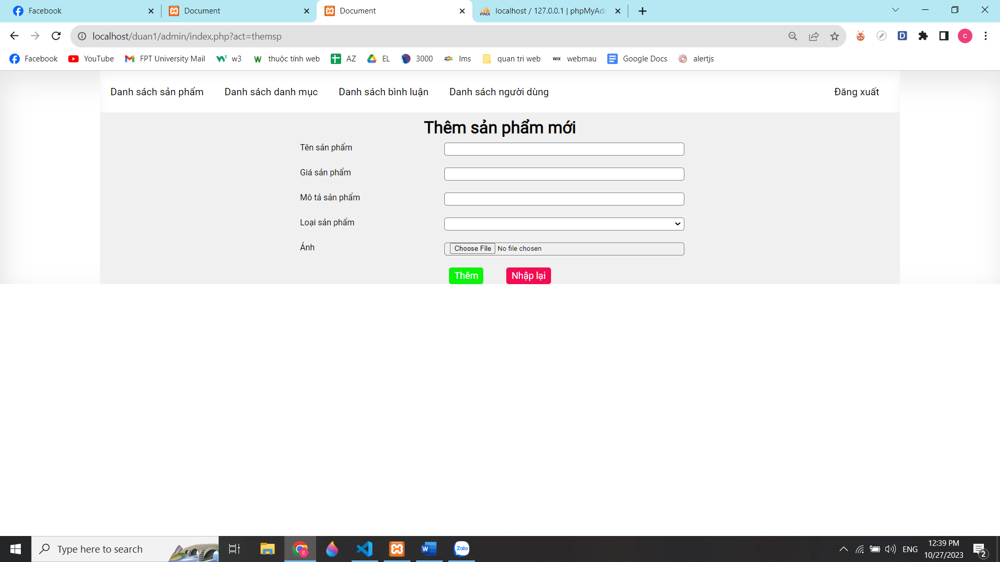 Facebook
Document
Document
localhost / 127.0.0.1 | phpMyAdr
localhost/duan1/admin/index.php?act=themsp
D
c
Facebook
YouTube
FPT University Mail
w3
thuộc tính web
AZ
EL
3000
lms
quan tri web
WIX webmau
Google Docs
alertjs
Danh sách sản phẩm
Danh sách danh mục
Danh sách bình luận
Danh sách người dùng
Đăng xuất
Thêm sản phẩm mới
Tên sản phẩm
Giá sản phẩm
Mô tả sản phẩm
Loại sản phẩm
Ảnh
Choose File No file chosen
Thêm
Nhập lại
Type here to search
Zalo
ENG
12:39 PM
10/27/2023
2